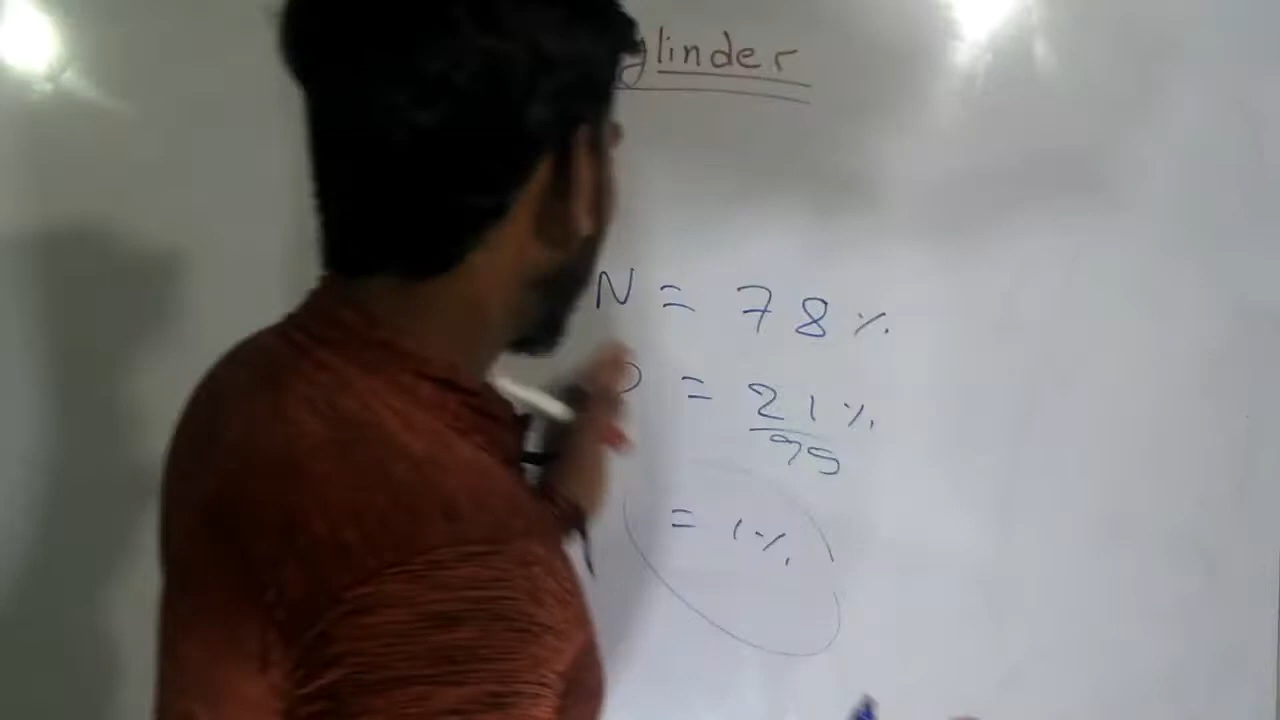 ylinder
N = 78%
= 21%
99
= 1%